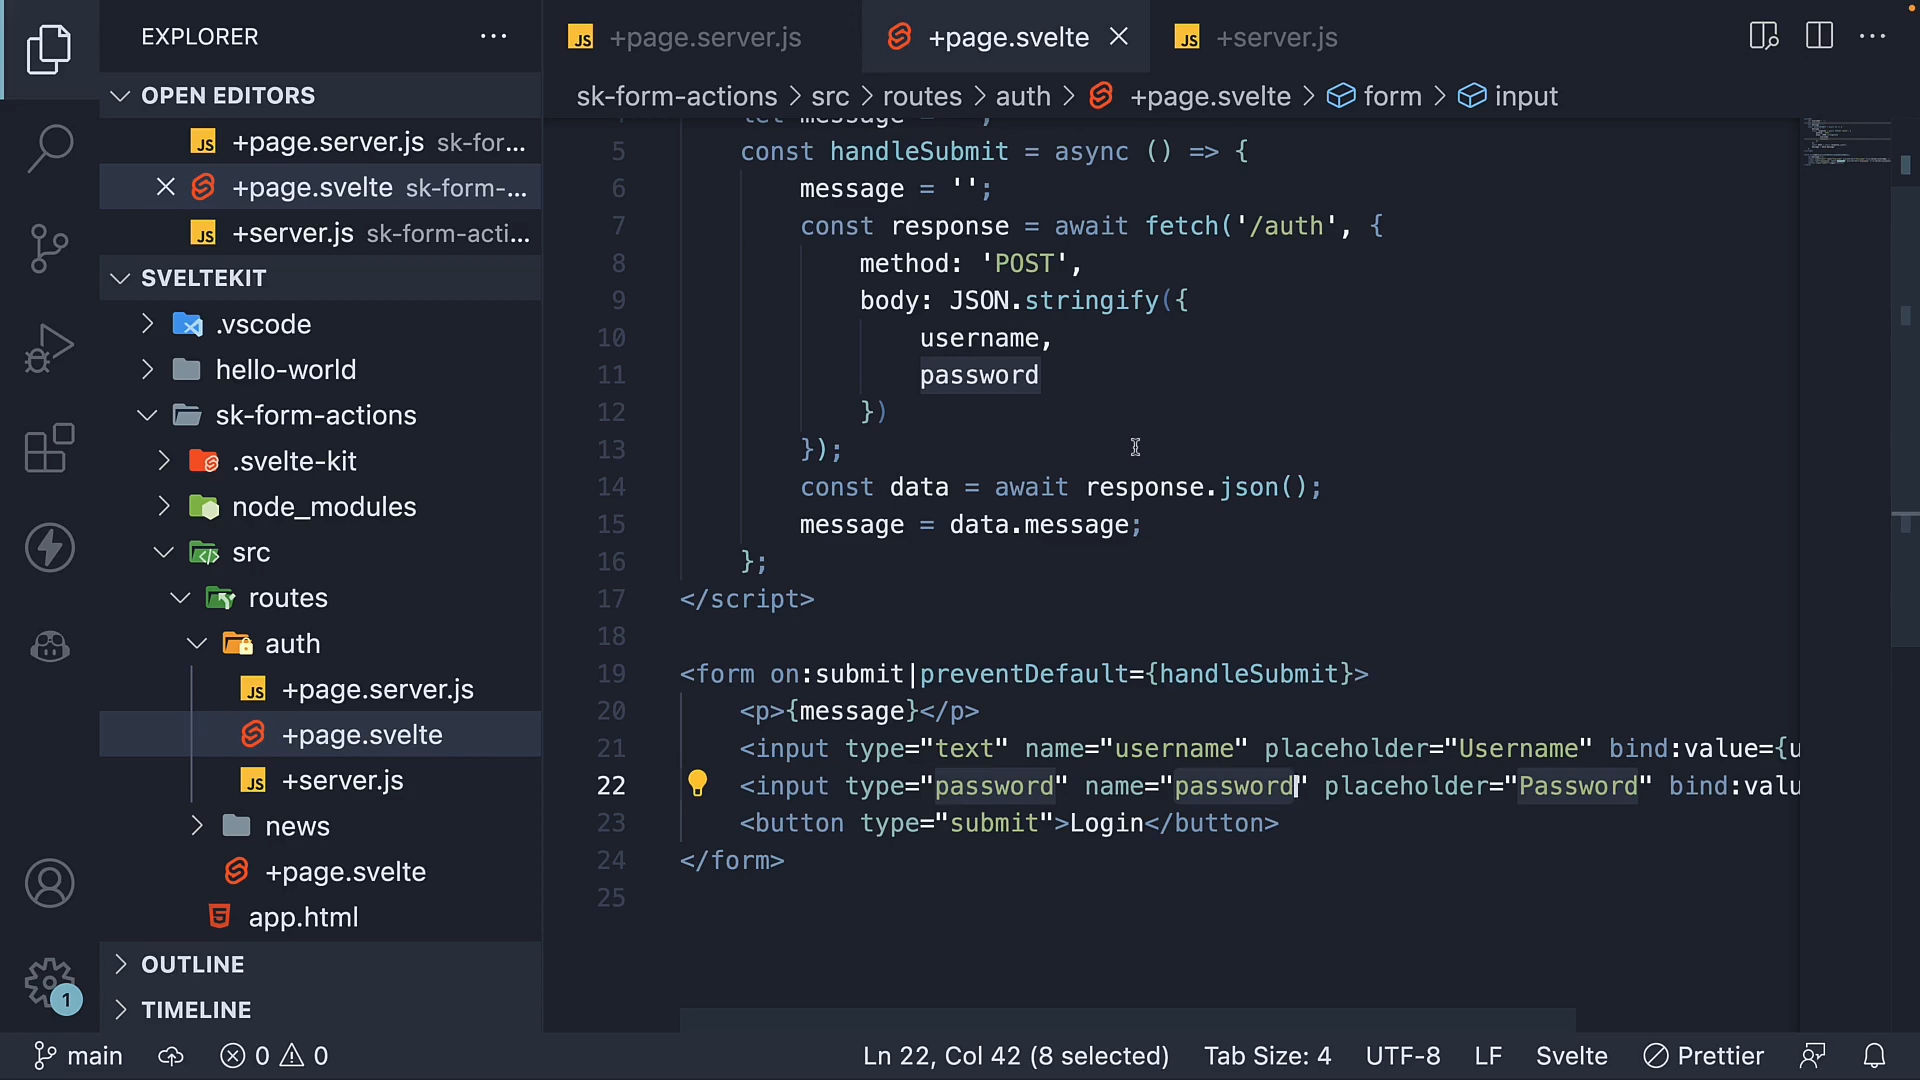 EXPLORER
OPEN EDITORS
JS +page.server.js sk-for...
+page.svelte sk-form-...
JS +server.js sk-form-acti...
SVELTEKIT
.vscode
hello-world
sk-form-actions
.svelte-kit
node_modules
src
routes
auth
JS +page.server.js
+page.svelte
JS +server.js
news
+page.svelte
app.html
OUTLINE
TIMELINE
1
JS +page.server.js
+page.svelte
JS +server.js
sk-form-actions > src > routes > auth > +page.svelte > form > input
let message = '';
5 const handleSubmit = async () => {
6 message = '';
7 const response = await fetch('/auth', {
8 method: 'POST',
9 body: JSON.stringify({
10 username,
11 password
12 })
13 });
14 const data = await response.json();
15 message = data.message;
16 };
17 </script>
18
19 <form on:submit|preventDefault={handleSubmit}>
20 <p>{message}</p>
21 <input type="text" name="username" placeholder="Username" bind:value={u
22 <input type="password" name="password" placeholder="Password" bind:valu
23 <button type="submit">Login</button>
24 </form>
25
main 0 0 Ln 22, Col 42 (8 selected) Tab Size: 4 UTF-8 LF Svelte Prettier